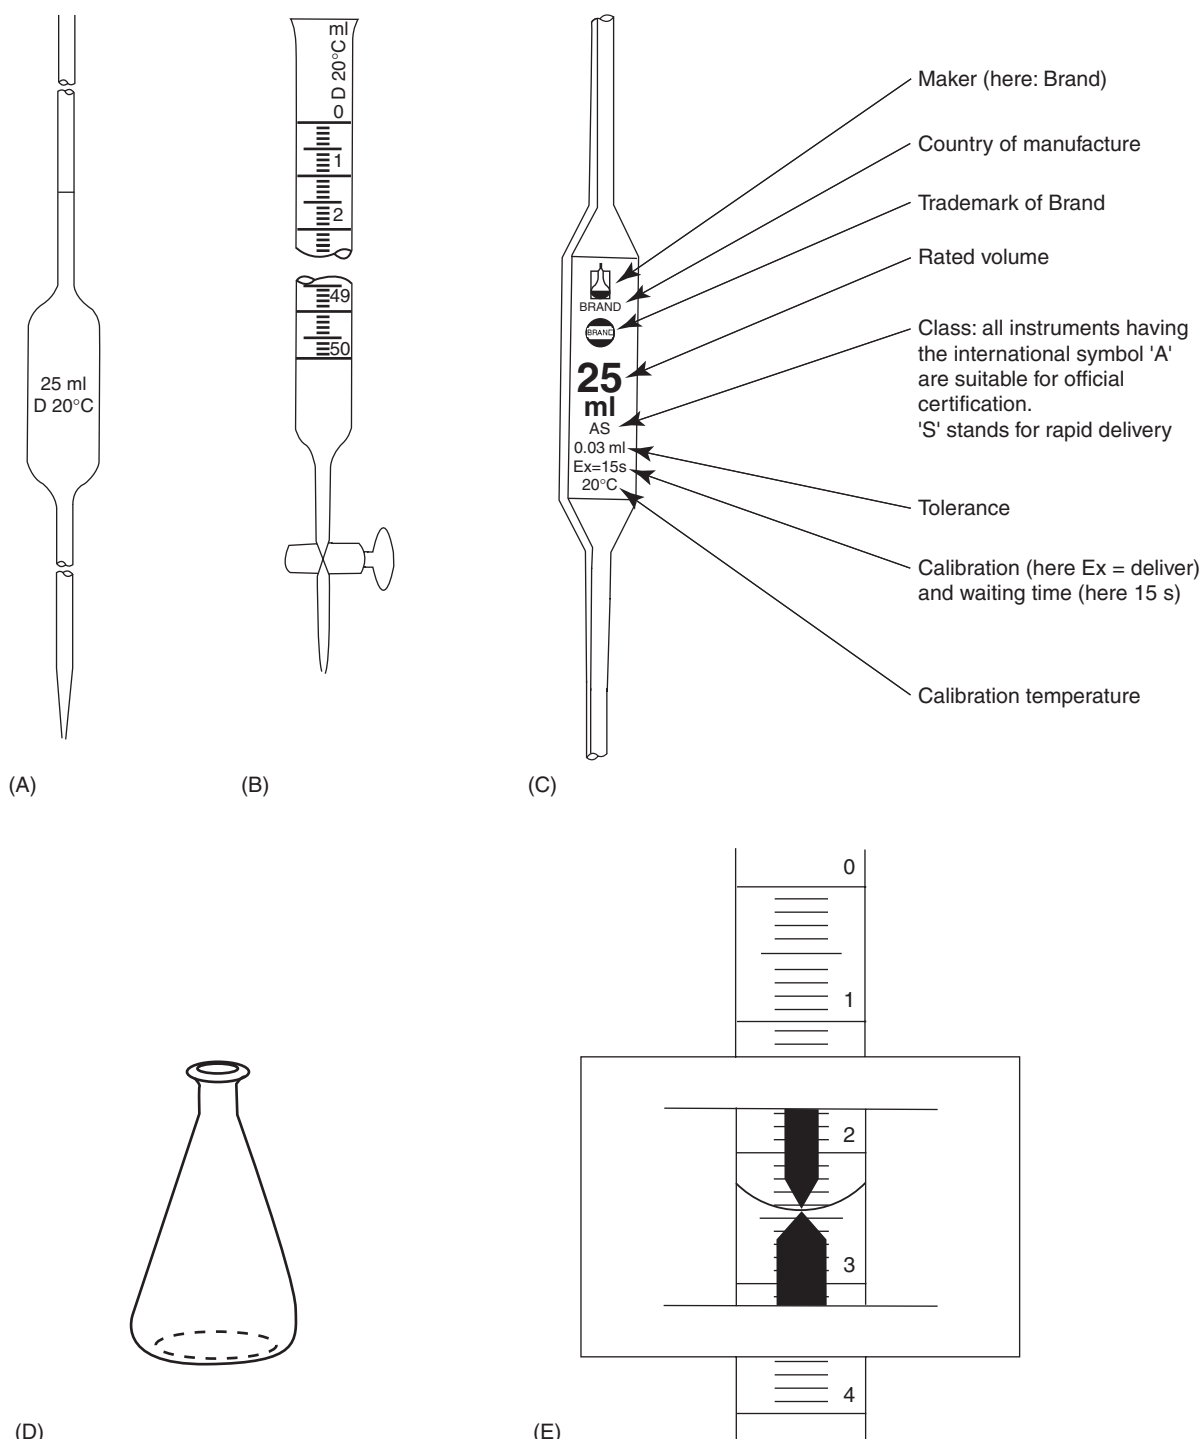 25 ml
D 20°C
(A)
ml
D 20°C
0
1
2
49
50
(B)
BRAND
BRAND
25
ml
AS
0.03 ml
Ex=15s
20°C
Maker (here: Brand)
Country of manufacture
Trademark of Brand
Rated volume
Class: all instruments having
the international symbol 'A'
are suitable for official
certification.
'S' stands for rapid delivery
Tolerance
Calibration (here Ex = deliver)
and waiting time (here 15 s)
Calibration temperature
(C)
(D)
0
1
2
3
4
(E)